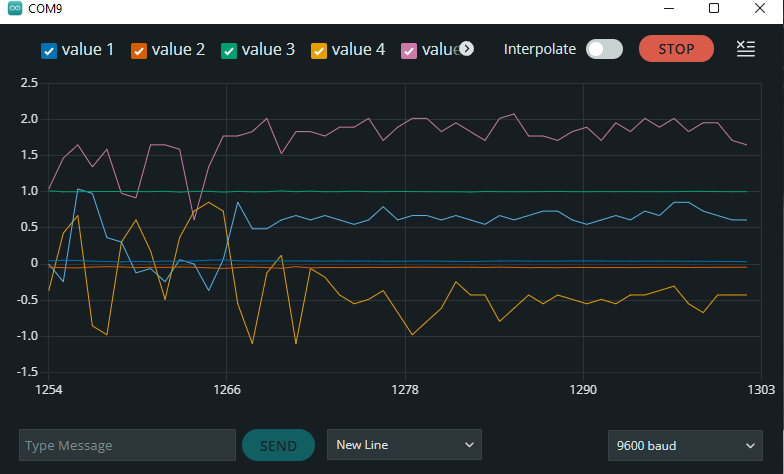 COM9
value 1 value 2 value 3 value 4 value Interpolate STOP
2.5
2.0
1.5
1.0
0.5
0
-0.5
-1.0
-1.5
1254 1266 1278 1290 1303
Type Message SEND New Line 9600 baud